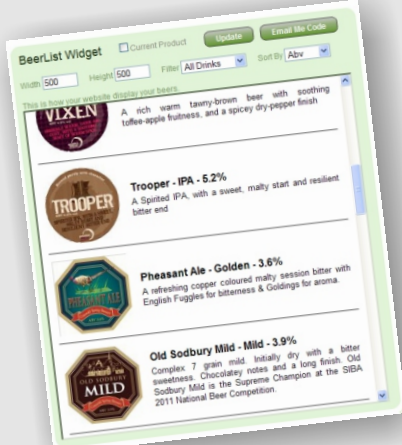 BeerList Widget
Current Product
Update
Email Me Code
Width 500
Height 500
Filter All Drinks
Sort By Abv
This is how your website display your beers.
VIXEN
A rich warm tawny-brown beer with soothing
toffee-apple fruitness, and a spicey dry-pepper finish
TROOPER
Trooper - IPA - 5.2%
A Spirited IPA, with a sweet, malty start and resilient
bitter end
PHEASANT ALE
Pheasant Ale - Golden - 3.6%
A refreshing copper coloured malty session bitter with
English Fuggles for bitterness & Goldings for aroma.
OLD SODBURY
MILD
Old Sodbury Mild - Mild - 3.9%
Complex 7 grain mild. Initially dry with a bitter
sweetness. Chocolatey notes and a long finish. Old
Sodbury Mild is the Supreme Champion at the SIBA
2011 National Beer Competition.